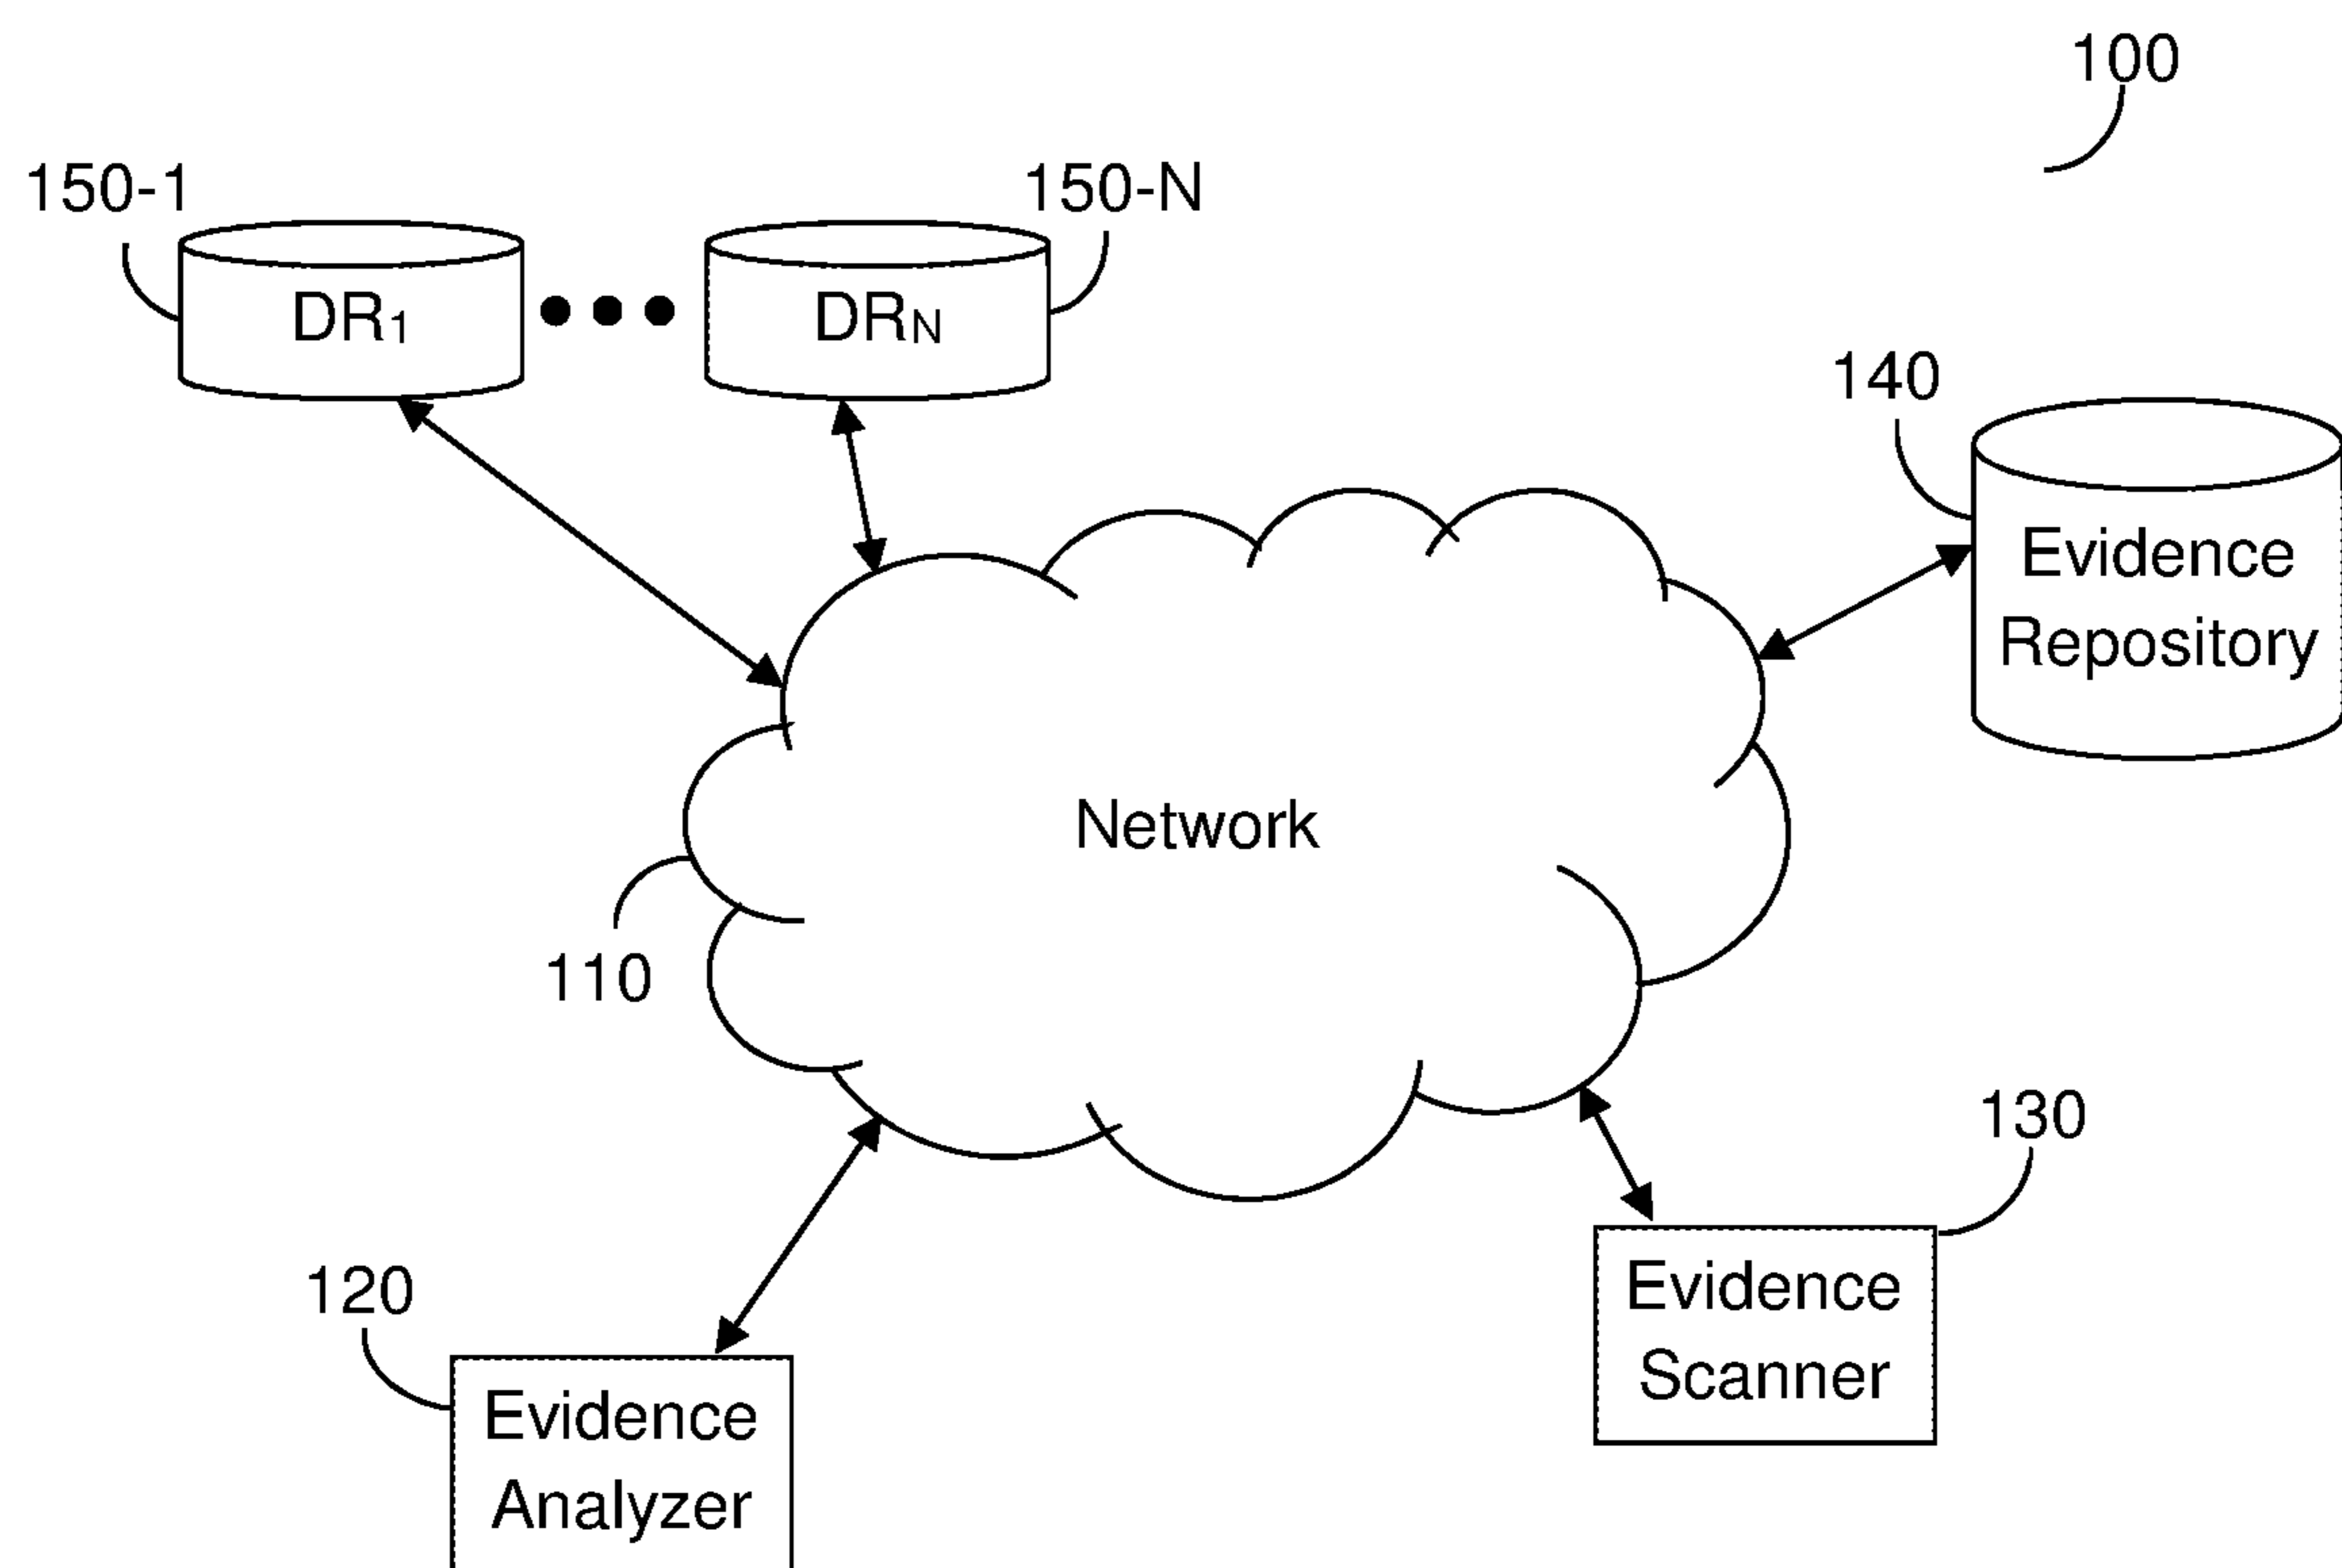 100
150-1
150-N
DR1
DRN
140
Evidence
Repository
Network
110
130
120
Evidence
Scanner
Evidence
Analyzer